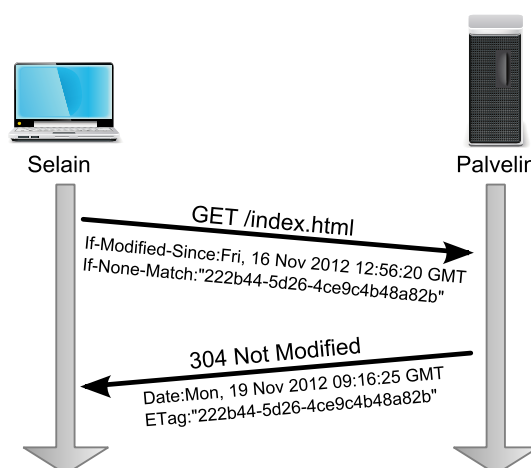 Selain
Palvelin
GET /index.html
If-Modified-Since:Fri, 16 Nov 2012 12:56:20 GMT
If-None-Match:"222b44-5d26-4ce9c4b48a82b"
304 Not Modified
Date:Mon, 19 Nov 2012 09:16:25 GMT
ETag:"222b44-5d26-4ce9c4b48a82b"